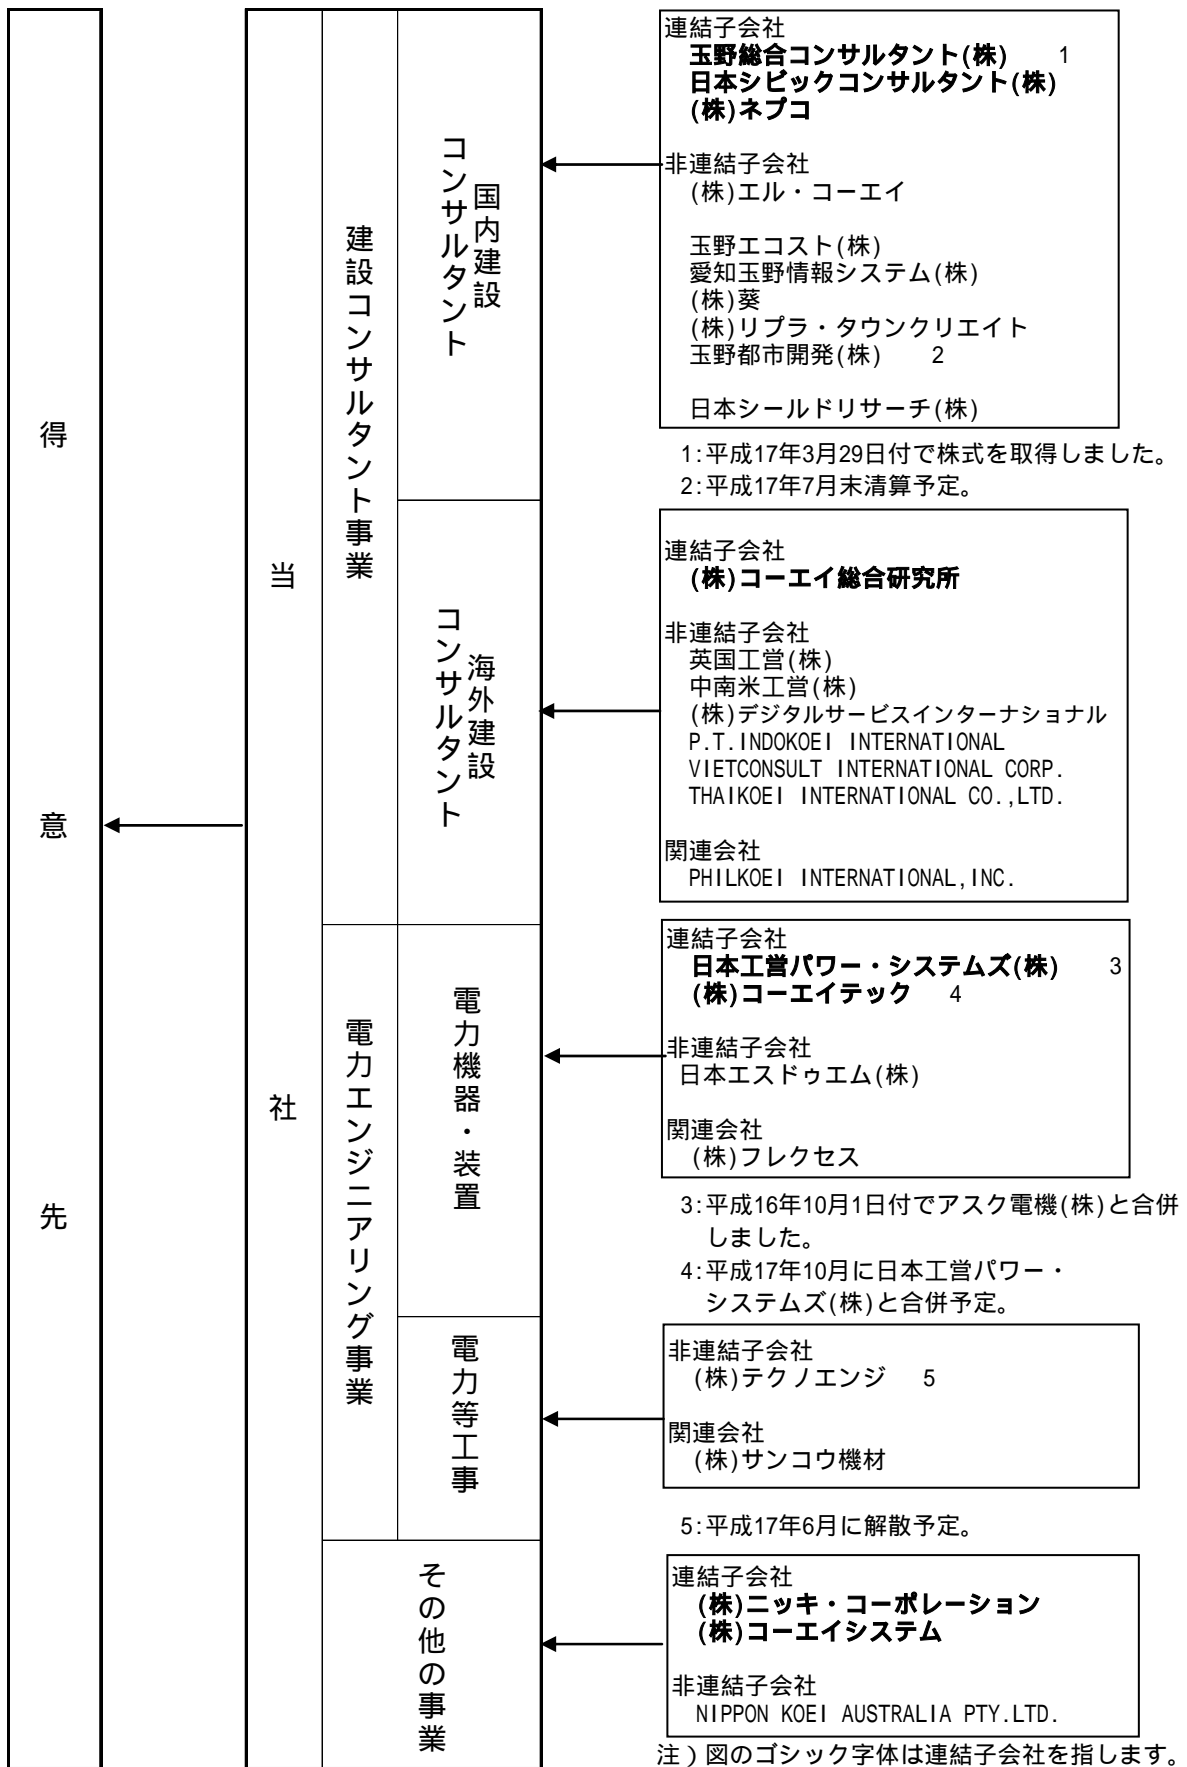 得意先
当社
建設コンサルタント事業
国内建設
コンサルタント
海外建設
コンサルタント
電力エンジニアリング事業
電力機器・装置
電力等工事
その他の事業
連結子会社
玉野総合コンサルタント(株) 1
日本シビックコンサルタント(株)
(株)ネプコ
非連結子会社
(株)エル・コーエイ
玉野エコスト(株)
愛知玉野情報システム(株)
(株)葵
(株)リプラ・タウンクリエイト
玉野都市開発(株) 2
日本シールドリサーチ(株)
1:平成17年3月29日付で株式を取得しました。
2:平成17年7月末清算予定。
連結子会社
(株)コーエイ総合研究所
非連結子会社
英国工営(株)
中南米工営(株)
(株)デジタルサービスインターナショナル
P.T.INDOKOEI INTERNATIONAL
VIETCONSULT INTERNATIONAL CORP.
THAIKOEI INTERNATIONAL CO.,LTD.
関連会社
PHILKOEI INTERNATIONAL,INC.
連結子会社
日本工営パワー・システムズ(株) 3
(株)コーエイテック 4
非連結子会社
日本エスドゥエム(株)
関連会社
(株)フレクセス
3:平成16年10月1日付でアスク電機(株)と合併
しました。
4:平成17年10月に日本工営パワー・
システムズ(株)と合併予定。
非連結子会社
(株)テクノエンジ 5
関連会社
(株)サンコウ機材
5:平成17年6月に解散予定。
連結子会社
(株)ニッキ・コーポレーション
(株)コーエイシステム
非連結子会社
NIPPON KOEI AUSTRALIA PTY.LTD.
注)図のゴシック字体は連結子会社を指します。